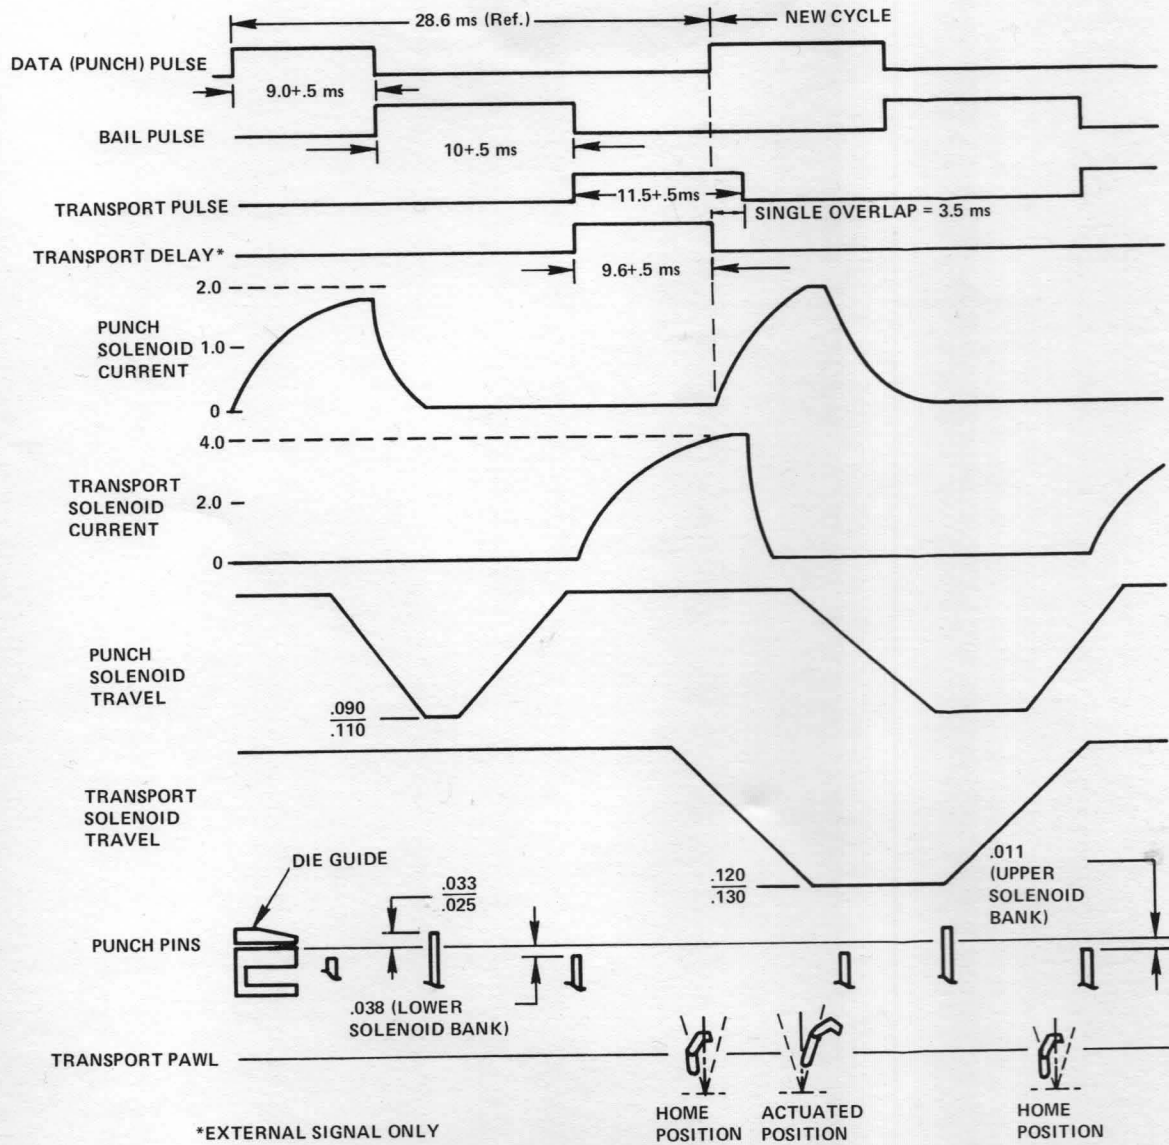 28.6 ms (Ref.)
NEW CYCLE
DATA (PUNCH) PULSE
9.0+.5 ms
BAIL PULSE
10+.5 ms
TRANSPORT PULSE
11.5+.5ms
SINGLE OVERLAP = 3.5 ms
TRANSPORT DELAY*
9.6+.5 ms
2.0
PUNCH
SOLENOID
CURRENT
1.0
0
4.0
TRANSPORT
SOLENOID
CURRENT
2.0
0
PUNCH
SOLENOID
TRAVEL
.090
.110
TRANSPORT
SOLENOID
TRAVEL
.120
.130
.011
(UPPER
SOLENOID
BANK)
DIE GUIDE
.033
.025
PUNCH PINS
.038 (LOWER
SOLENOID BANK)
TRANSPORT PAWL
HOME
POSITION
ACTUATED
POSITION
HOME
POSITION
*EXTERNAL SIGNAL ONLY